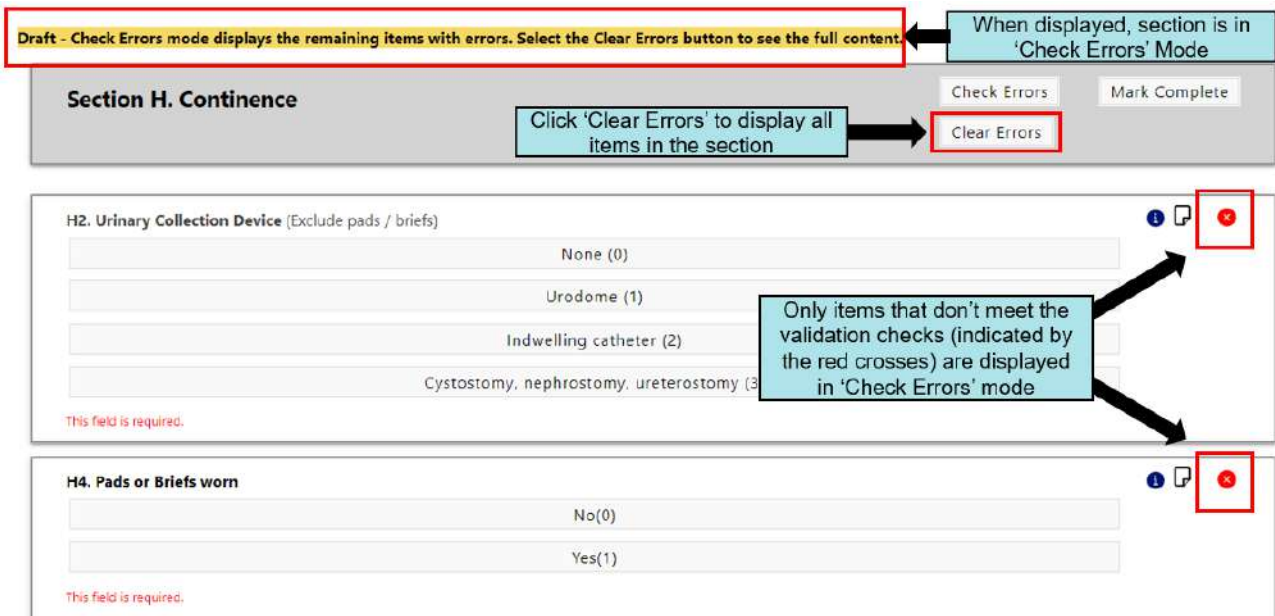 Draft - Check Errors mode displays the remaining items with errors. Select the Clear Errors button to see the full content.
When displayed, section is in
'Check Errors' Mode
Section H. Continence
Check Errors
Mark Complete
Click 'Clear Errors' to display all
items in the section
Clear Errors
H2. Urinary Collection Device (Exclude pads / briefs)
None (0)
Urodome (1)
Indwelling catheter (2)
Cystostomy, nephrostomy, ureterostomy (3
Only items that don't meet the
validation checks (indicated by
the red crosses) are displayed
in 'Check Errors' mode
This field is required.
H4. Pads or Briefs worn
No(0)
Yes(1)
This field is required.